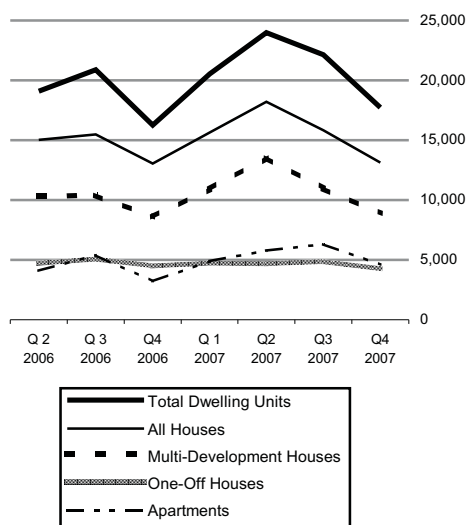 25,000
20,000
15,000
10,000
5,000
0
Q 2 Q 3 Q4 Q 1 Q2 Q3 Q4
2006 2006 2006 2007 2007 2007 2007
Total Dwelling Units
All Houses
Multi-Development Houses
One-Off Houses
Apartments